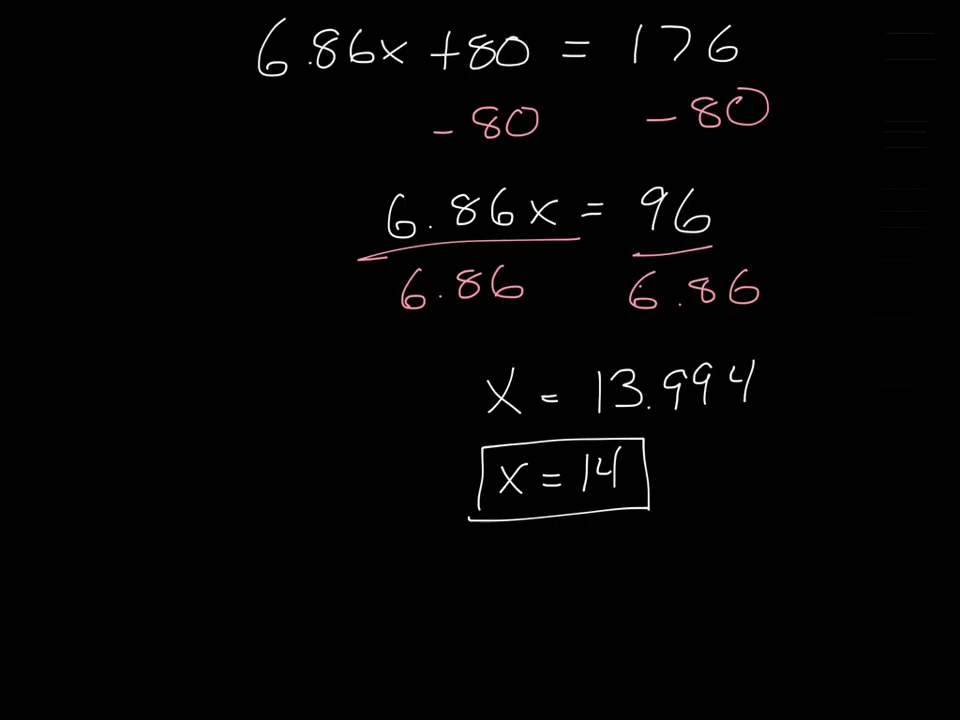 6.86x + 80 = 176
- 80 - 80
6.86x = 96
6.86 6.86
x = 13.994
x = 14